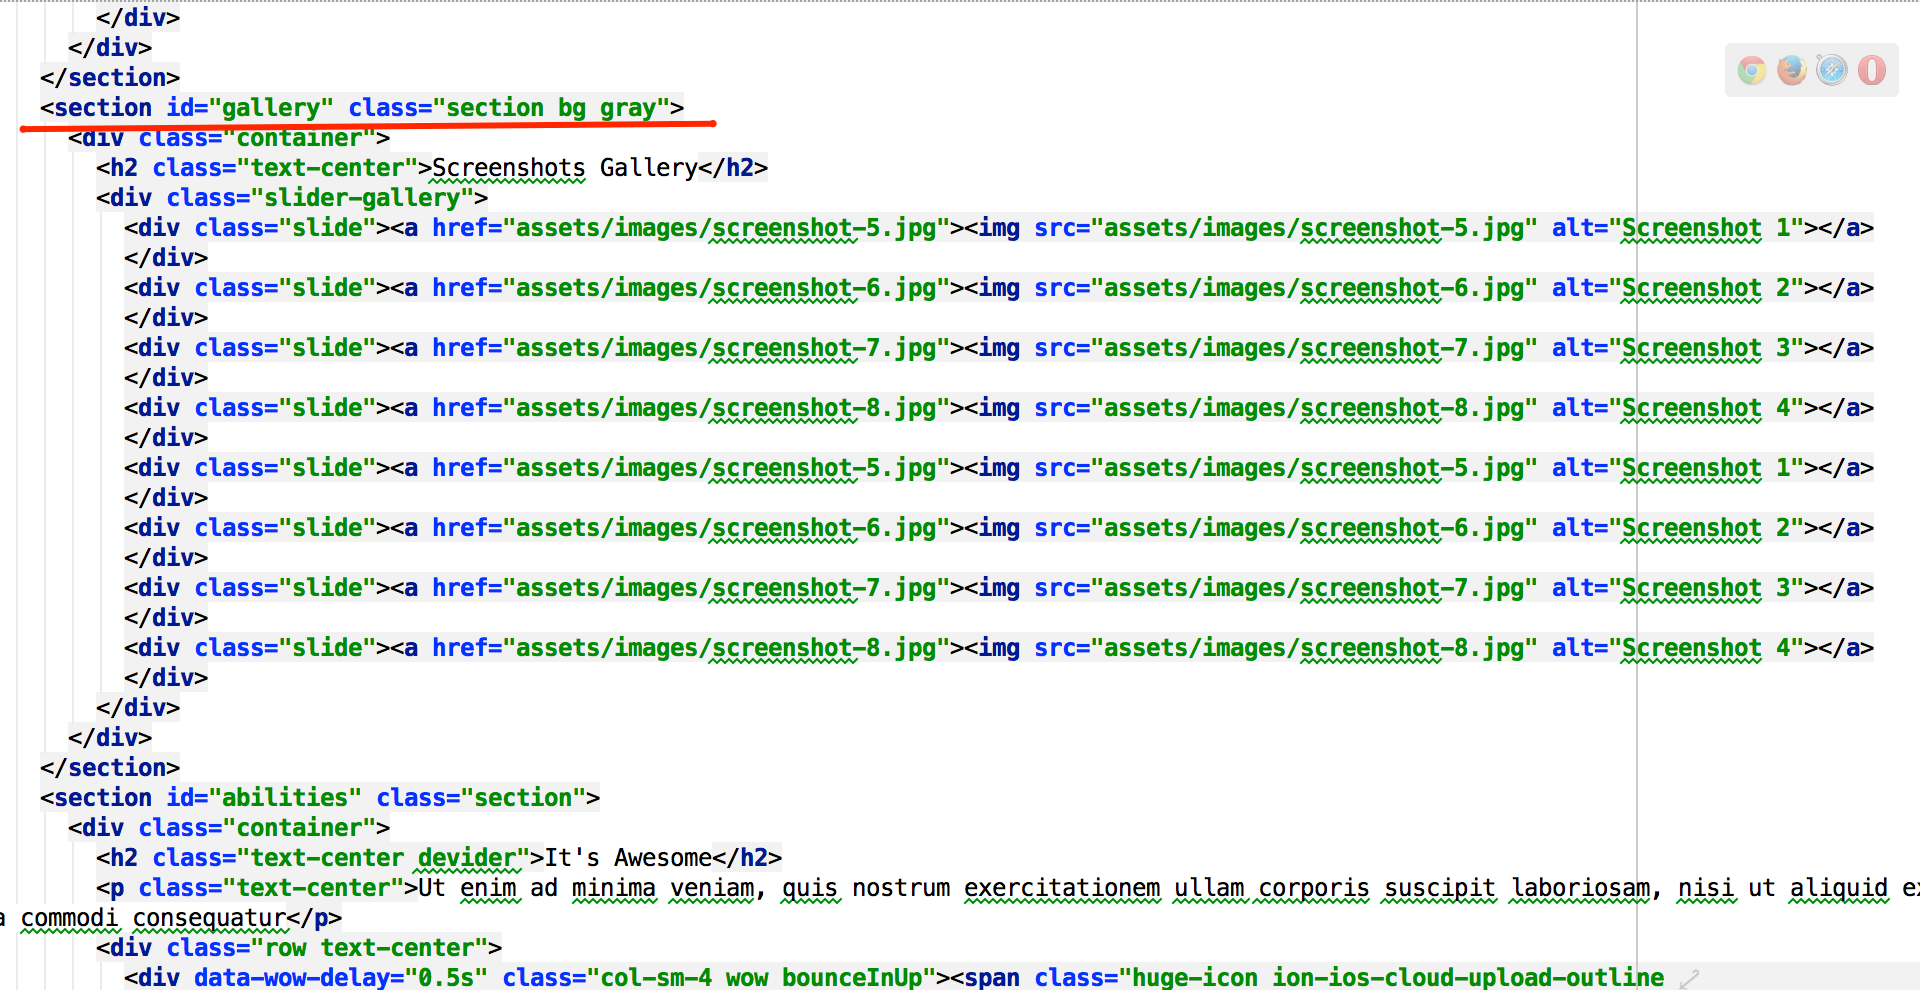 </div>
</div>
</section>
<section id="gallery" class="section bg gray">
<div class="container">
<h2 class="text-center">Screenshots Gallery</h2>
<div class="slider-gallery">
<div class="slide"><a href="assets/images/screenshot-5.jpg"><img src="assets/images/screenshot-5.jpg" alt="Screenshot 1"></a>
</div>
<div class="slide"><a href="assets/images/screenshot-6.jpg"><img src="assets/images/screenshot-6.jpg" alt="Screenshot 2"></a>
</div>
<div class="slide"><a href="assets/images/screenshot-7.jpg"><img src="assets/images/screenshot-7.jpg" alt="Screenshot 3"></a>
</div>
<div class="slide"><a href="assets/images/screenshot-8.jpg"><img src="assets/images/screenshot-8.jpg" alt="Screenshot 4"></a>
</div>
<div class="slide"><a href="assets/images/screenshot-5.jpg"><img src="assets/images/screenshot-5.jpg" alt="Screenshot 1"></a>
</div>
<div class="slide"><a href="assets/images/screenshot-6.jpg"><img src="assets/images/screenshot-6.jpg" alt="Screenshot 2"></a>
</div>
<div class="slide"><a href="assets/images/screenshot-7.jpg"><img src="assets/images/screenshot-7.jpg" alt="Screenshot 3"></a>
</div>
<div class="slide"><a href="assets/images/screenshot-8.jpg"><img src="assets/images/screenshot-8.jpg" alt="Screenshot 4"></a>
</div>
</div>
</div>
</section>
<section id="abilities" class="section">
<div class="container">
<h2 class="text-center devider">It's Awesome</h2>
<p class="text-center">Ut enim ad minima veniam, quis nostrum exercitationem ullam corporis suscipit laboriosam, nisi ut aliquid e
a commodi consequatur</p>
<div class="row text-center">
<div data-wow-delay="0.5s" class="col-sm-4 wow bounceInUp"><span class="huge-icon ion-ios-cloud-upload-outline